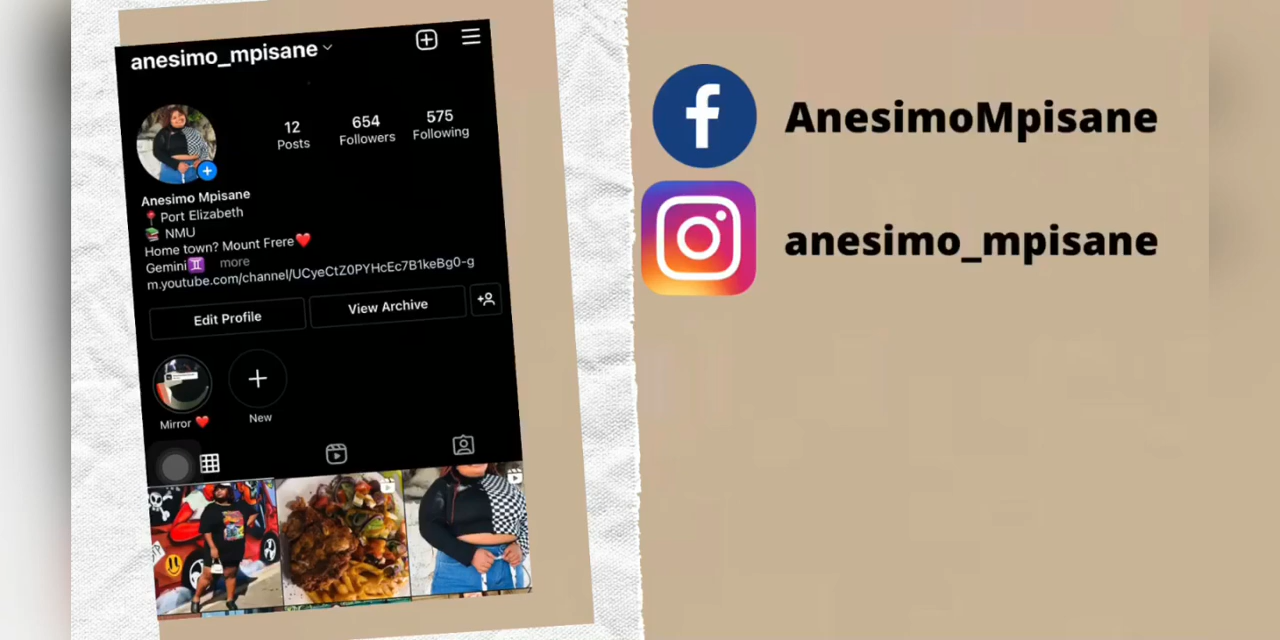 anesimo_mpisane
12 Posts
654 Followers
575 Following
Anesimo Mpisane
📍Port Elizabeth
📚 NMU
Home town? Mount Frere❤️
Gemini♊ more
m.youtube.com/channel/UCyeCtZ0PYHcEc7B1keBg0-g
Edit Profile
View Archive
Mirror ❤️
New
AnesimoMpisane
anesimo_mpisane